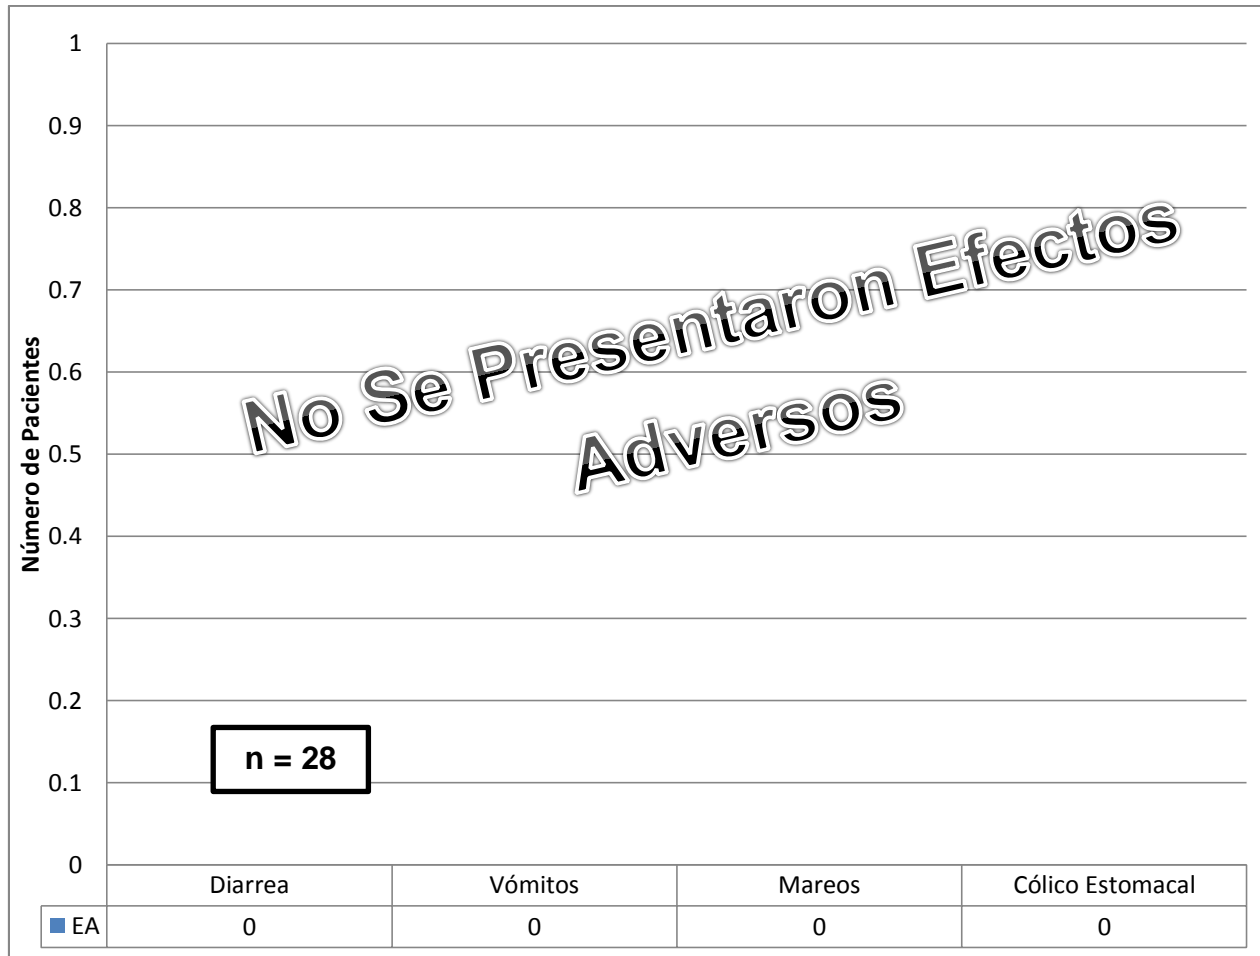 1
0.9
0.8
0.7
0.6
0.5
0.4
0.3
0.2
0.1
0
Número de Pacientes
No Se Presentaron Efectos
Adversos
n = 28
Diarrea Vómitos Mareos Cólico Estomacal
EA 0 0 0 0